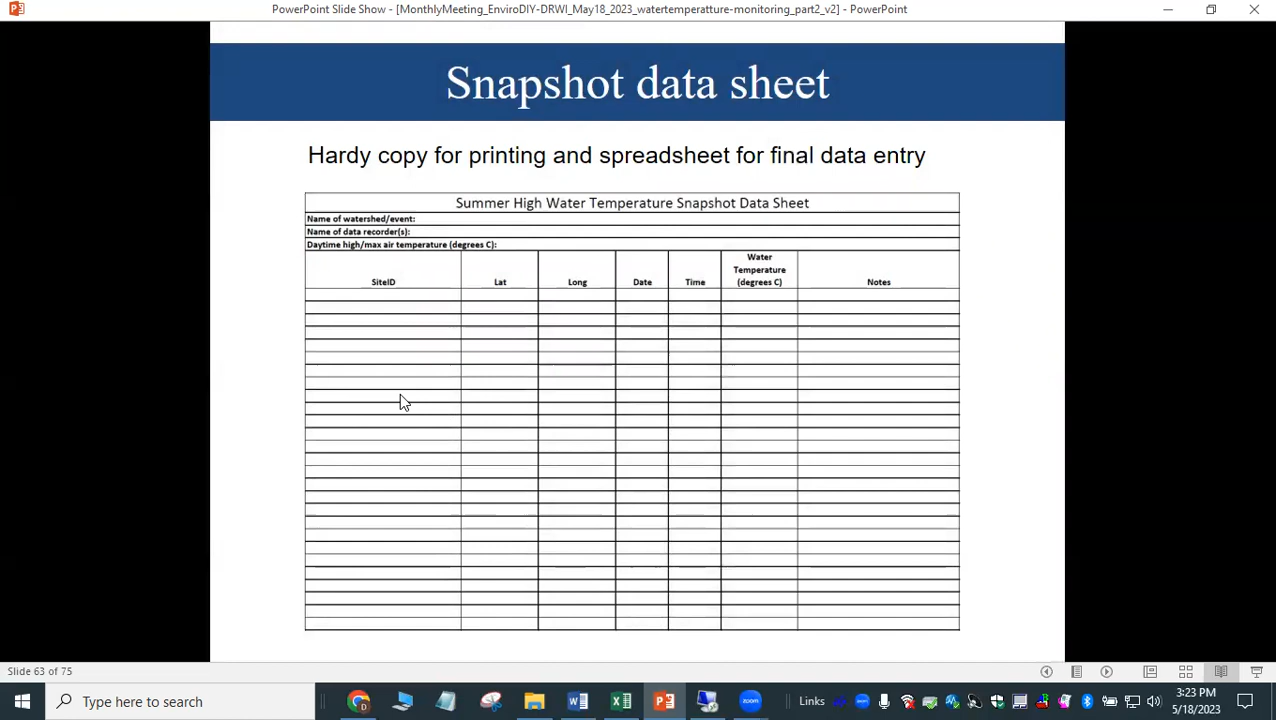 PowerPoint Slide Show - [MonthlyMeeting_EnviroDIY-DRWI_May18_2023_watertemperatture-monitoring_part2_v2] - PowerPoint
Snapshot data sheet
Hardy copy for printing and spreadsheet for final data entry
Summer High Water Temperature Snapshot Data Sheet
Name of watershed/event:
Name of data recorder(s):
Daytime high/max air temperature (degrees C):
SiteID Lat Long Date Time Water Temperature (degrees C) Notes
Slide 63 of 75
Type here to search
Links
3:23 PM
5/18/2023